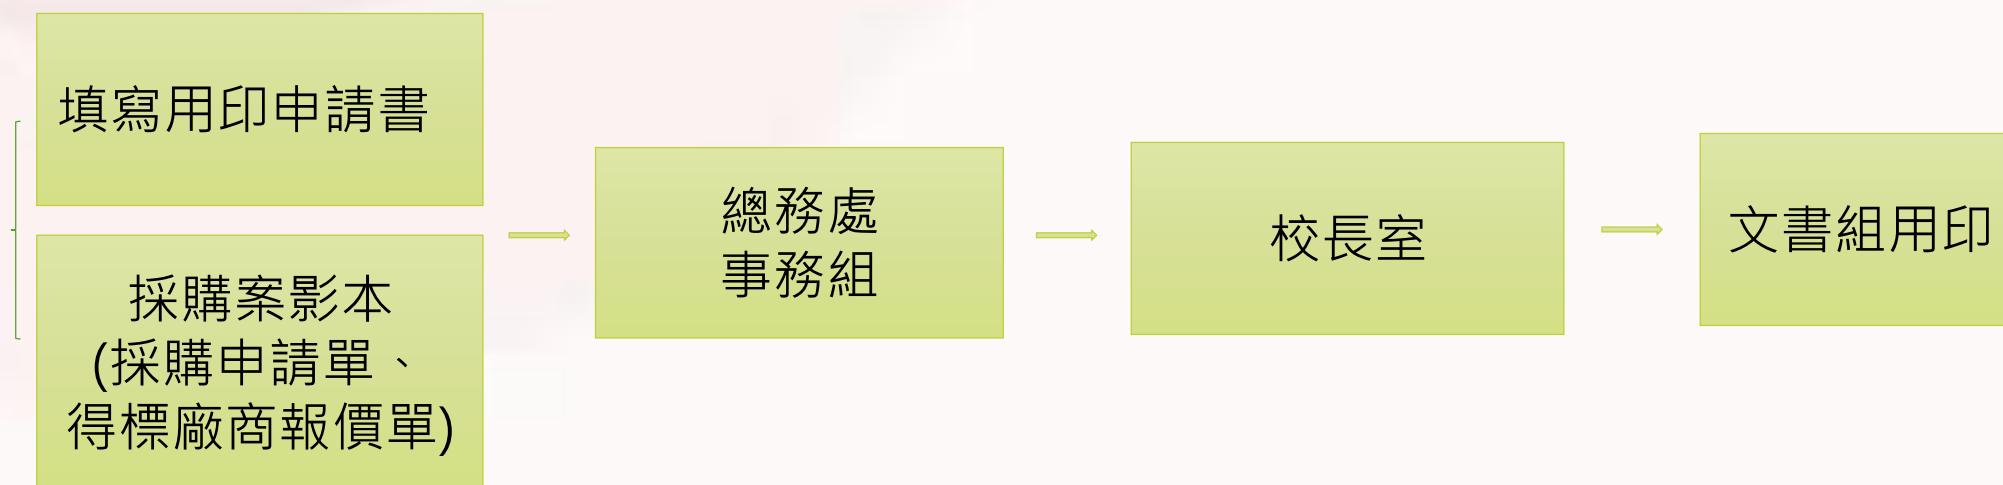 填寫用印申請書
採購案影本
(採購申請單、
得標廠商報價單)
總務處
事務組
校長室
文書組用印